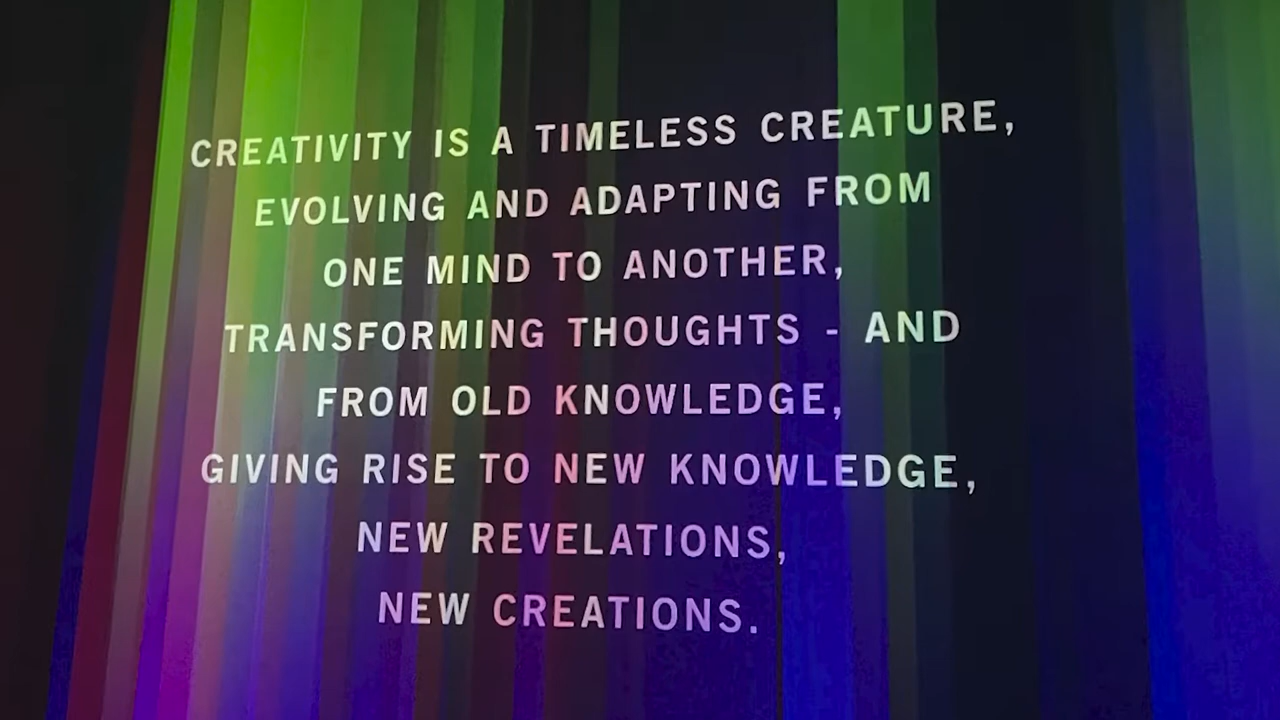 CREATIVITY IS A TIMELESS CREATURE,
EVOLVING AND ADAPTING FROM
ONE MIND TO ANOTHER,
TRANSFORMING THOUGHTS - AND
FROM OLD KNOWLEDGE,
GIVING RISE TO NEW KNOWLEDGE,
NEW REVELATIONS,
NEW CREATIONS.